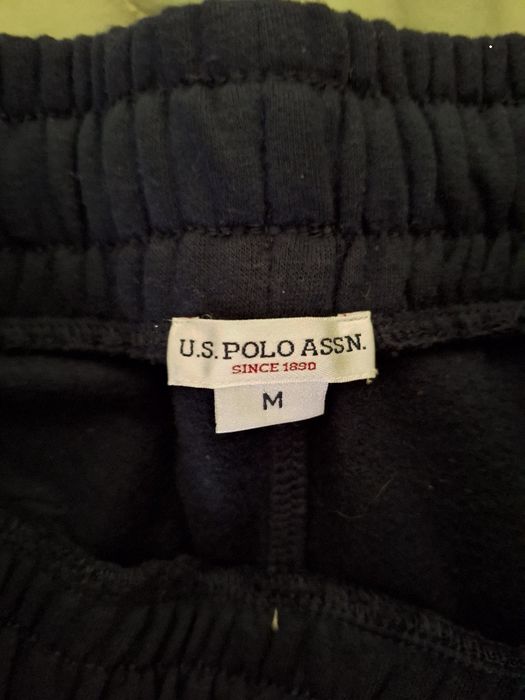 U.S. POLO ASSN.
SINCE 1890
M